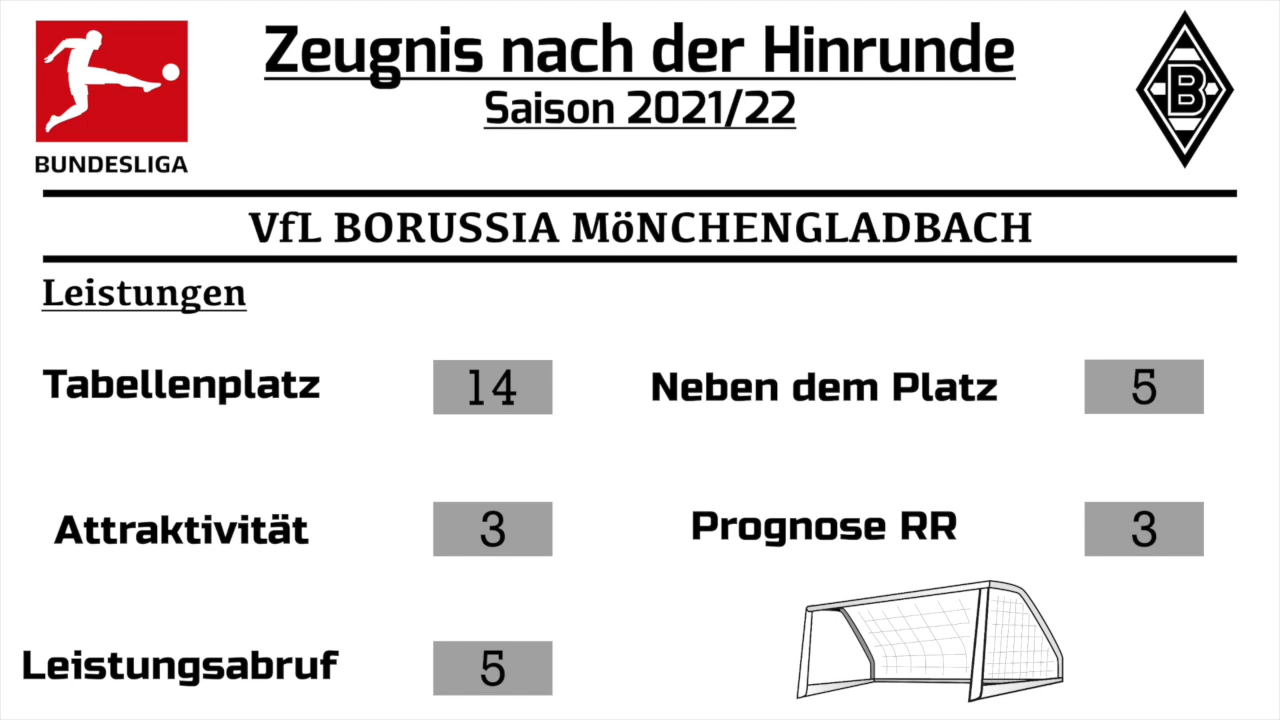 Zeugnis nach der Hinrunde
Saison 2021/22
BUNDESLIGA
B
VfL BORUSSIA MöNCHENGLADBACH
Leistungen
Tabellenplatz 14
Neben dem Platz 5
Attraktivität 3
Prognose RR 3
Leistungsabruf 5